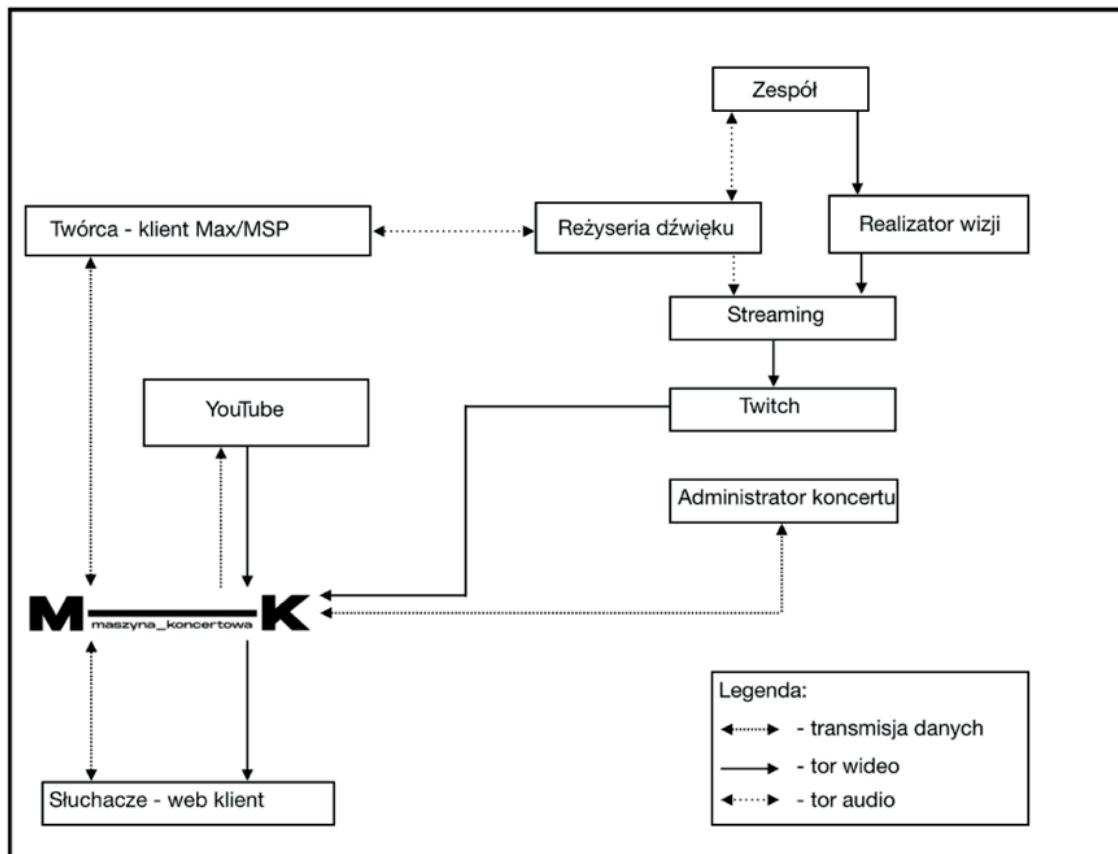 Zespół
Twórca - klient Max/MSP
Reżyseria dźwięku
Realizator wizji
Streaming
YouTube
Twitch
Administrator koncertu
M K
maszyna_koncertowa
Legenda:
- transmisja danych
- tor wideo
- tor audio
Słuchacze - web klient